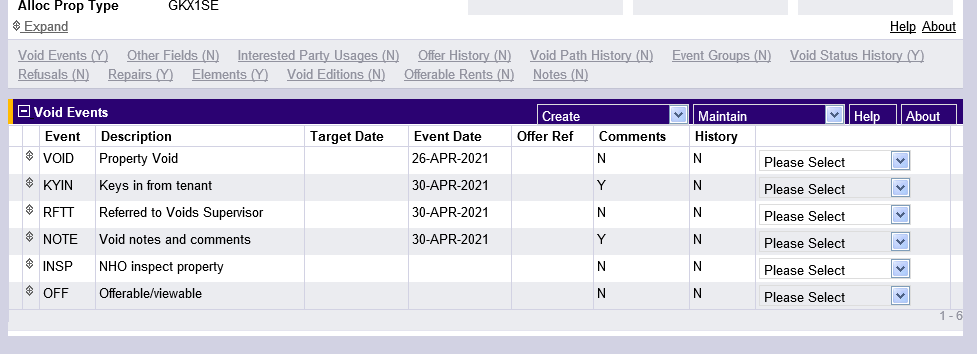 Alloc Prop Type GKX1SE
Expand Help About
Void Events (Y) Other Fields (N) Interested Party Usages (N) Offer History (N) Void Path History (N) Event Groups (N) Void Status History (Y)
Refusals (N) Repairs (Y) Elements (Y) Void Editions (N) Offerable Rents (N) Notes (N)
Void Events Create Maintain Help About
Event Description Target Date Event Date Offer Ref Comments History
VOID Property Void 26-APR-2021 N N Please Select
KYIN Keys in from tenant 30-APR-2021 Y N Please Select
RFTT Referred to Voids Supervisor 30-APR-2021 N N Please Select
NOTE Void notes and comments 30-APR-2021 Y N Please Select
INSP NHO inspect property N N Please Select
OFF Offerable/viewable N N Please Select
1 - 6